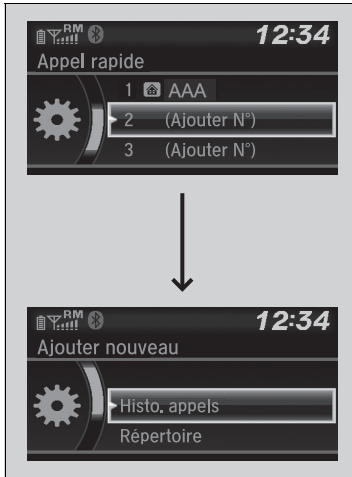 RM 12:34
Appel rapide
1 AAA
2 (Ajouter N°)
3 (Ajouter N°)
RM 12:34
Ajouter nouveau
Histo. appels
Répertoire